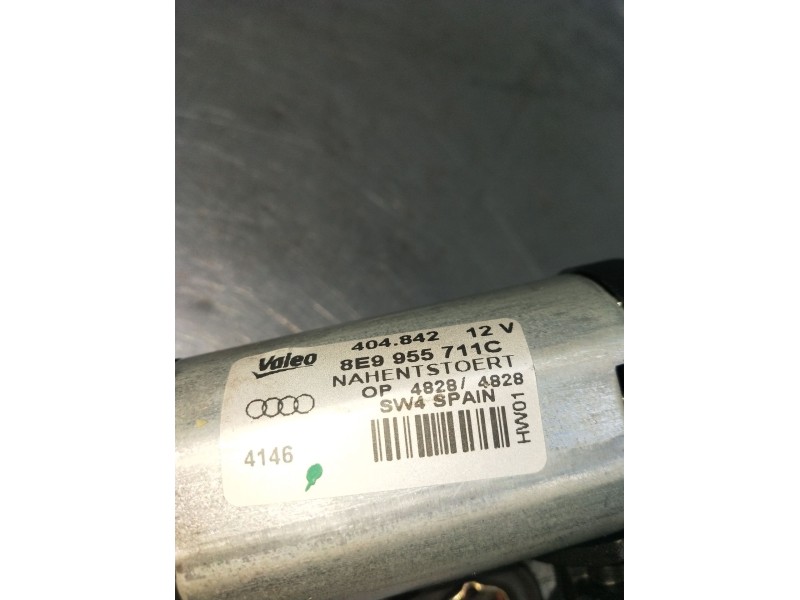 404.842 12 V
Valeo 8E9 955 711C
NAHENTSTOERT
OP 4828/ 4828
SW4 SPAIN
4146
HW01